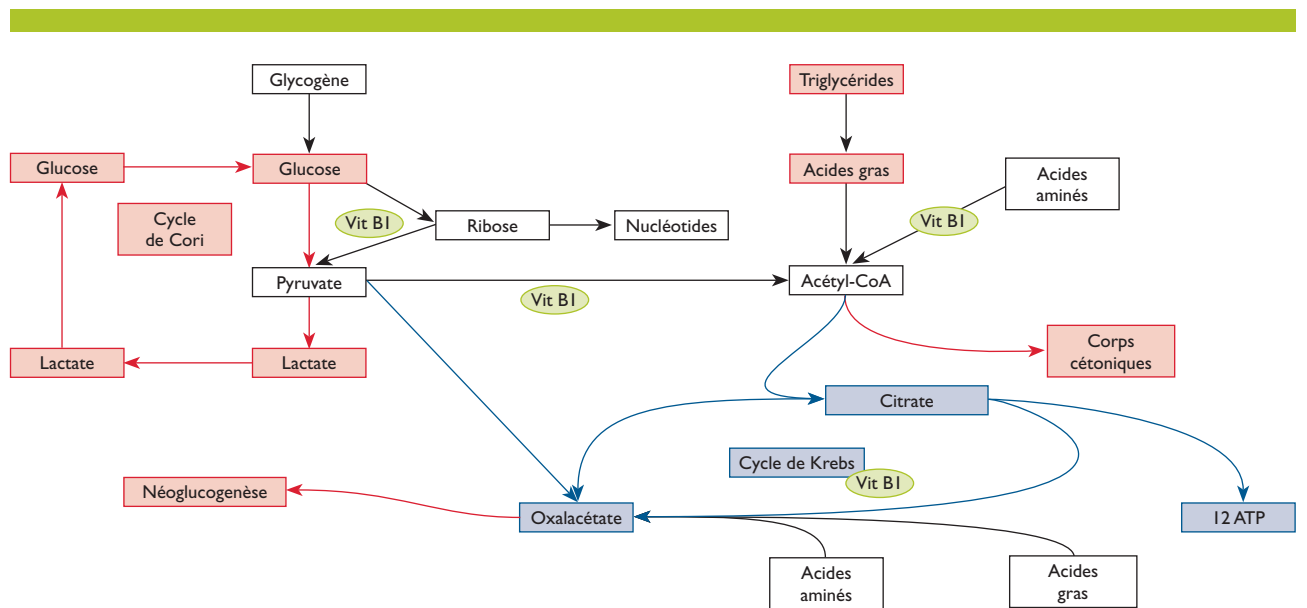 Glycogène
Triglycérides
Glucose
Glucose
Acides gras
Acides
aminés
Cycle
de Cori
Vit B1
Ribose
Nucléotides
Vit B1
Pyruvate
Acétyl-CoA
Vit B1
Lactate
Lactate
Corps
cétoniques
Citrate
Cycle de Krebs
Vit B1
Néoglucogenèse
Oxalacétate
12 ATP
Acides
aminés
Acides
gras